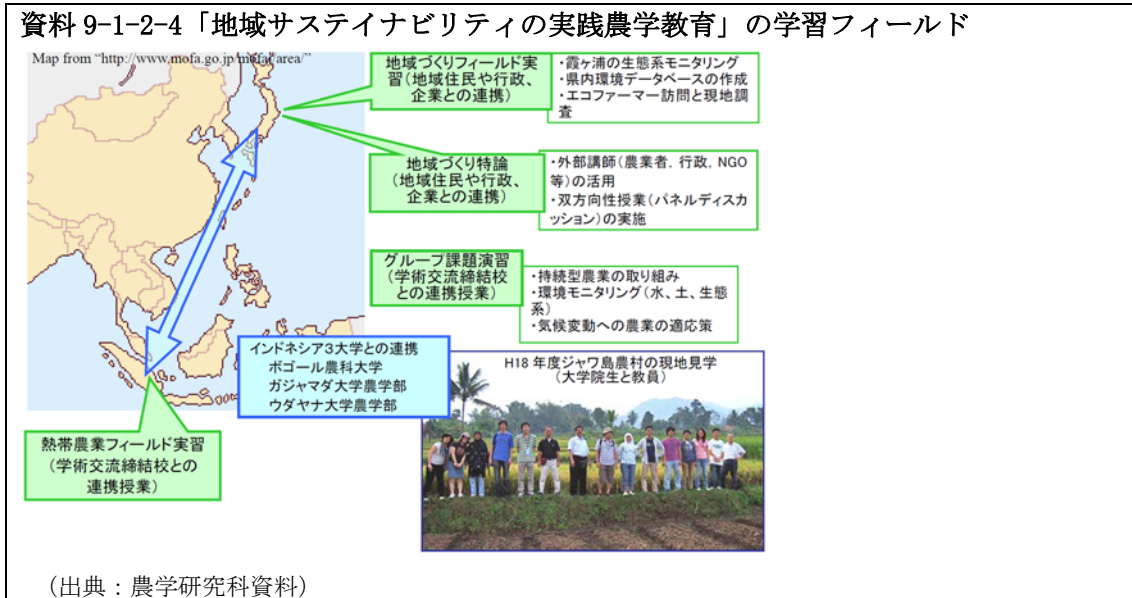 資料 9-1-2-4「地域サステイナビリティの実践農学教育」の学習フィールド
Map from “http://www.mofa.go.jp/mofaj/area/”
地域づくりフィールド実
習(地域住民や行政、
企業との連携)
・霞ヶ浦の生態系モニタリング
・県内環境データベースの作成
・エコファーマー訪問と現地調
査
地域づくり特論
(地域住民や行政、
企業との連携)
・外部講師(農業者, 行政, NGO
等)の活用
・双方向性授業(パネルディスカ
ッション)の実施
グループ課題演習
(学術交流締結校
との連携授業)
・持続型農業の取り組み
・環境モニタリング(水、土、生態
系)
・気候変動への農業の適応策
インドネシア3大学との連携
ボゴール農科大学
ガジャマダ大学農学部
ウダヤナ大学農学部
H18 年度ジャワ島農村の現地見学
(大学院生と教員)
熱帯農業フィールド実習
(学術交流締結校との
連携授業)
(出典:農学研究科資料)